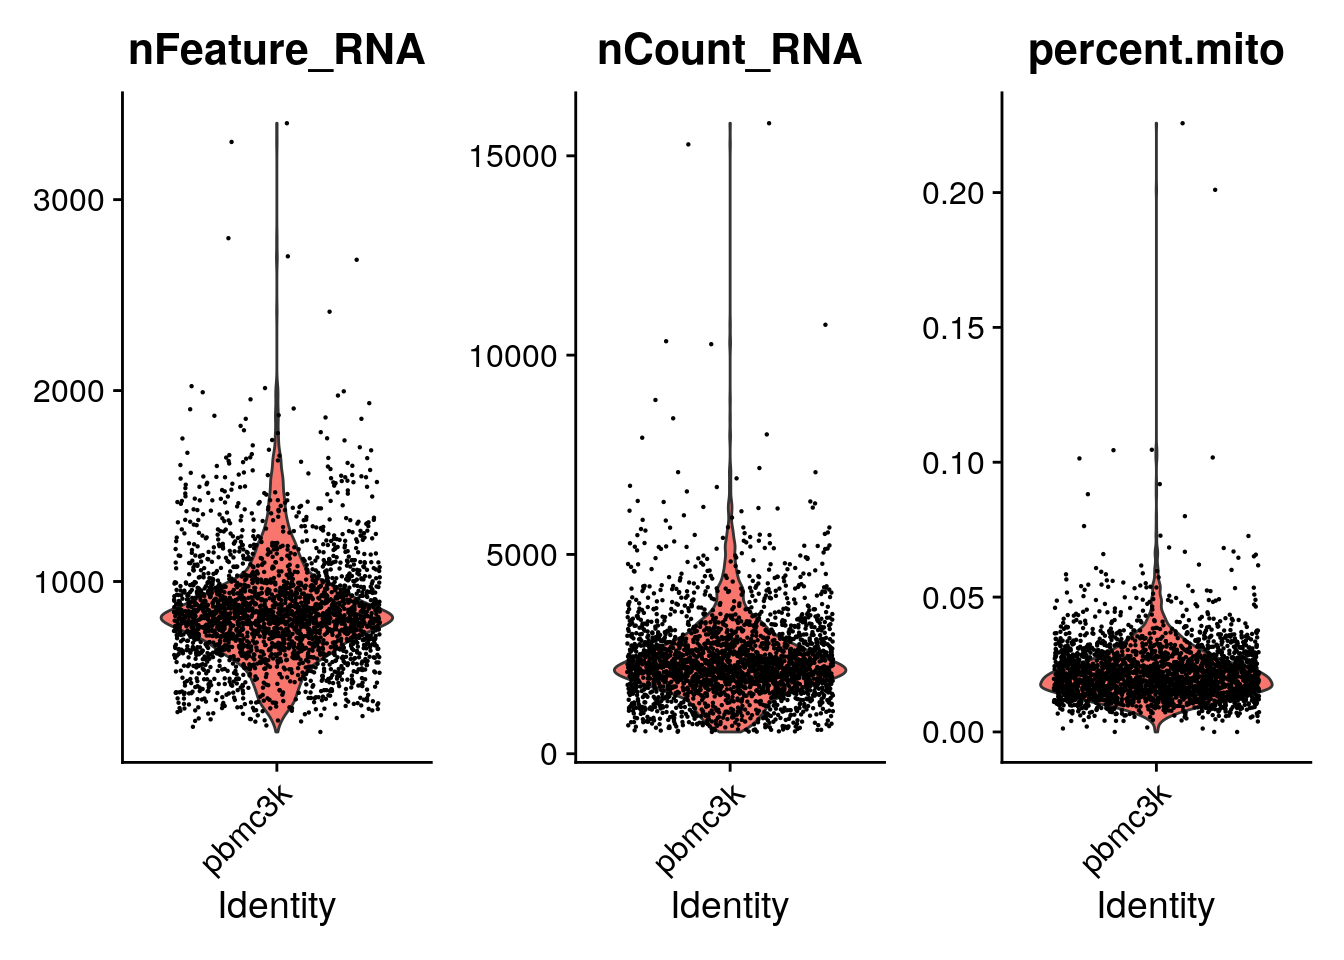 nFeature_RNA
3000
2000
1000
pbmc3k
Identity
nCount_RNA
15000
10000
5000
0
pbmc3k
Identity
percent.mito
0.20
0.15
0.10
0.05
0.00
pbmc3k
Identity